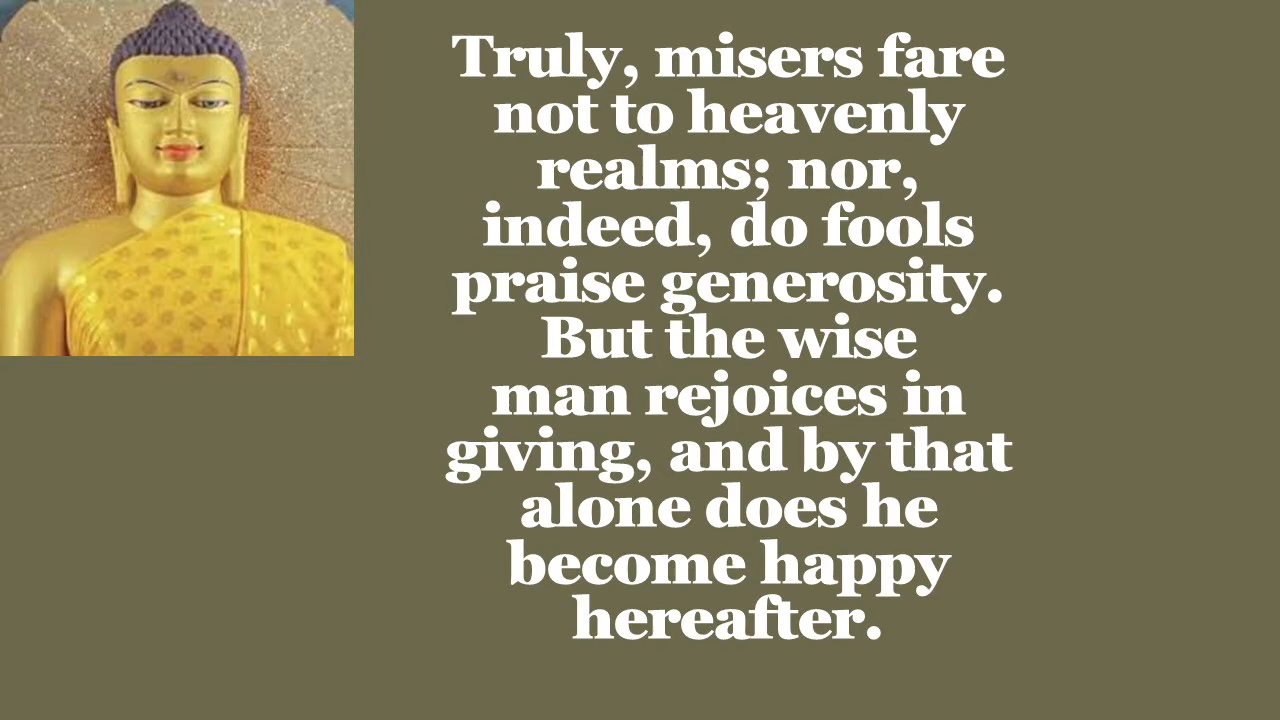 Truly, misers fare
not to heavenly
realms; nor,
indeed, do fools
praise generosity.
But the wise
man rejoices in
giving, and by that
alone does he
become happy
hereafter.